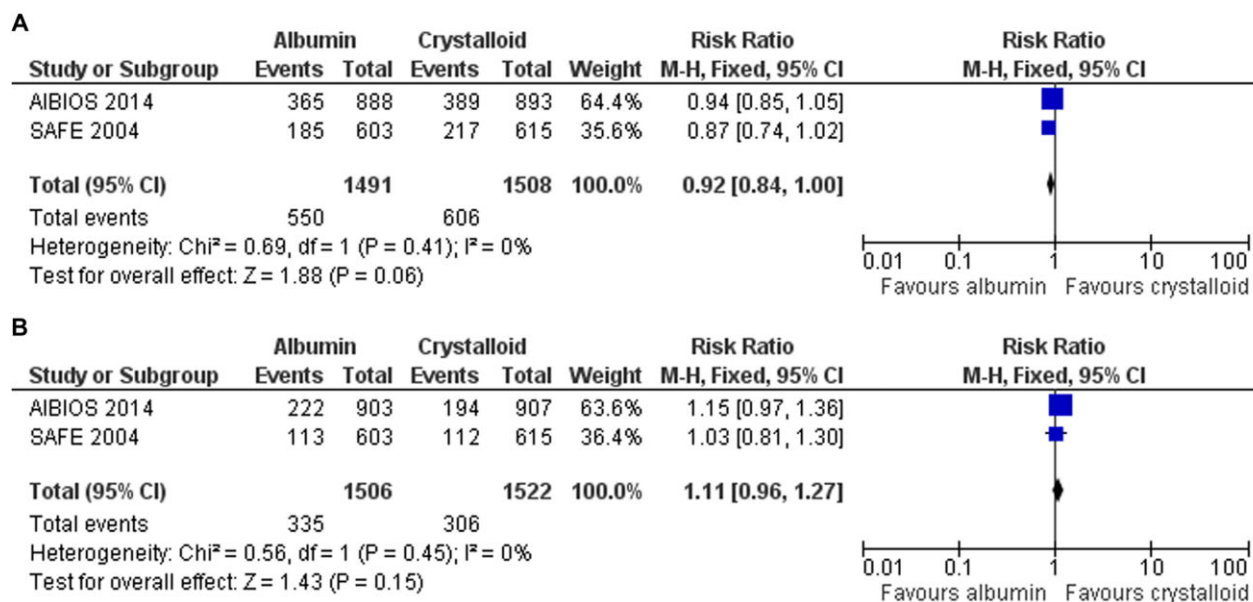 A
Albumin Crystalloid Risk Ratio Risk Ratio
Study or Subgroup Events Total Events Total Weight M-H, Fixed, 95% CI M-H, Fixed, 95% CI
AIBIOS 2014 365 888 389 893 64.4% 0.94 [0.85, 1.05]
SAFE 2004 185 603 217 615 35.6% 0.87 [0.74, 1.02]
Total (95% CI) 1491 1508 100.0% 0.92 [0.84, 1.00]
Total events 550 606
Heterogeneity: Chi² = 0.69, df = 1 (P = 0.41); I² = 0%
Test for overall effect: Z = 1.88 (P = 0.06)
0.01 0.1 1 10 100
Favours albumin Favours crystalloid
B
Albumin Crystalloid Risk Ratio Risk Ratio
Study or Subgroup Events Total Events Total Weight M-H, Fixed, 95% CI M-H, Fixed, 95% CI
AIBIOS 2014 222 903 194 907 63.6% 1.15 [0.97, 1.36]
SAFE 2004 113 603 112 615 36.4% 1.03 [0.81, 1.30]
Total (95% CI) 1506 1522 100.0% 1.11 [0.96, 1.27]
Total events 335 306
Heterogeneity: Chi² = 0.56, df = 1 (P = 0.45); I² = 0%
Test for overall effect: Z = 1.43 (P = 0.15)
0.01 0.1 1 10 100
Favours albumin Favours crystalloid